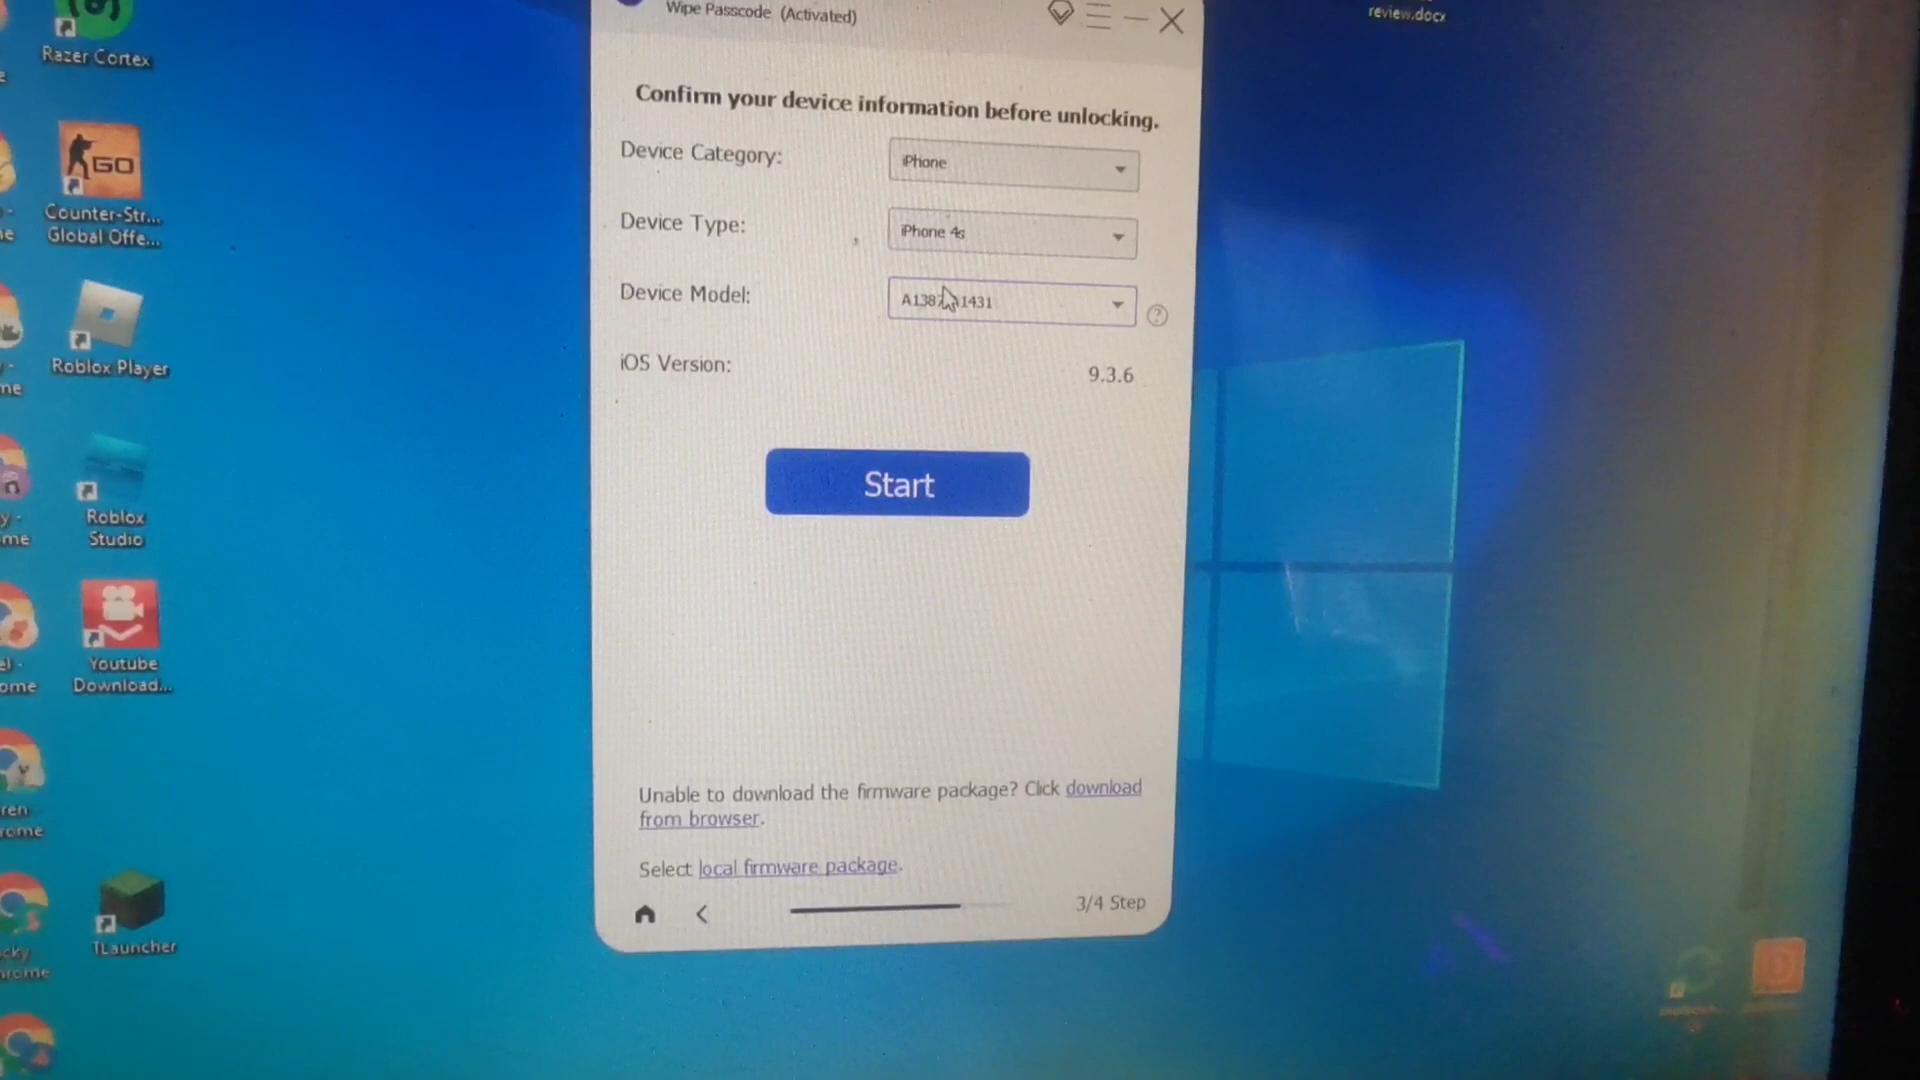 Wipe Passcode (Activated)
review.docx
Razer Cortex
Confirm your device information before unlocking.
Device Category:
iPhone
GO
Counter-Str...
Global Offe...
Device Type:
iPhone 4s
Device Model:
1431
?
iOS Version:
9.3.6
Roblox Player
Start
Roblox
Studio
Youtube
Download...
Unable to download the firmware package? Click download
from browser.
Select local firmware package.
3/4 Step
TLauncher